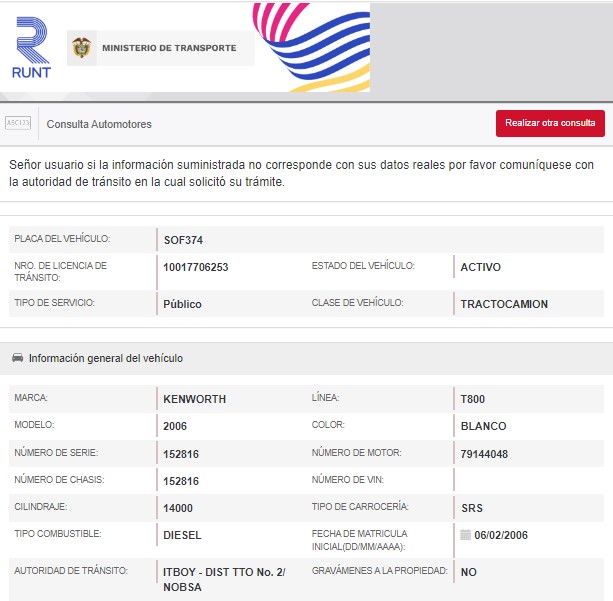 RUNT
MINISTERIO DE TRANSPORTE
ABC123
Consulta Automotores
Realizar otra consulta
Señor usuario si la información suministrada no corresponde con sus datos reales por favor comuníquese con
la autoridad de tránsito en la cual solicitó su trámite.
PLACA DEL VEHÍCULO: SOF374
NRO. DE LICENCIA DE TRÁNSITO: 10017706253 ESTADO DEL VEHÍCULO: ACTIVO
TIPO DE SERVICIO: Público CLASE DE VEHÍCULO: TRACTOCAMION
Información general del vehículo
MARCA: KENWORTH LÍNEA: T800
MODELO: 2006 COLOR: BLANCO
NÚMERO DE SERIE: 152816 NÚMERO DE MOTOR: 79144048
NÚMERO DE CHASIS: 152816 NÚMERO DE VIN:
CILINDRAJE: 14000 TIPO DE CARROCERÍA: SRS
TIPO COMBUSTIBLE: DIESEL FECHA DE MATRICULA INICIAL(DD/MM/AAAA): 06/02/2006
AUTORIDAD DE TRÁNSITO: ITBOY - DIST TTO No. 2/ NOBSA GRAVÁMENES A LA PROPIEDAD: NO